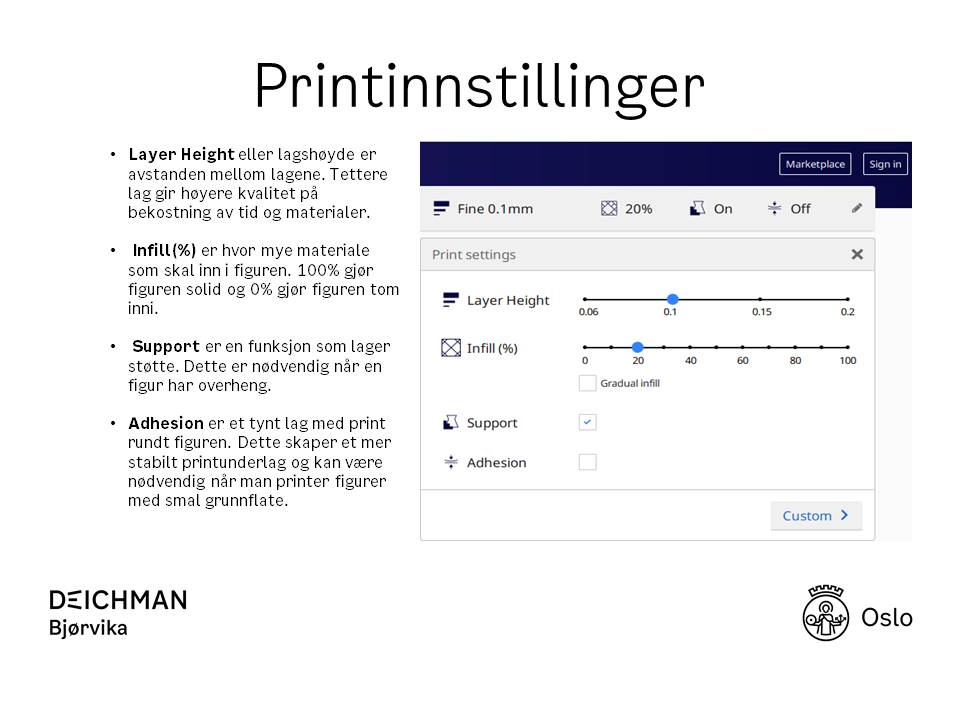 Printinnstillinger
• Layer Height eller lagshøyde er
avstanden mellom lagene. Tettere
lag gir høyere kvalitet på
bekostning av tid og materialer.
• Infill(%) er hvor mye materiale
som skal inn i figuren. 100% gjør
figuren solid og 0% gjør figuren tom
inni.
• Support er en funksjon som lager
støtte. Dette er nødvendig når en
figur har overheng.
• Adhesion er et tynt lag med print
rundt figuren. Dette skaper et mer
stabilt printunderlag og kan være
nødvendig når man printer figurer
med smal grunnflate.
Marketplace Sign in
Fine 0.1mm 20% On Off
Print settings
Layer Height
0.06 0.1 0.15 0.2
Infill (%)
0 20 40 60 80 100
Gradual infill
Support
Adhesion
Custom
DEICHMAN
Bjørvika
Oslo